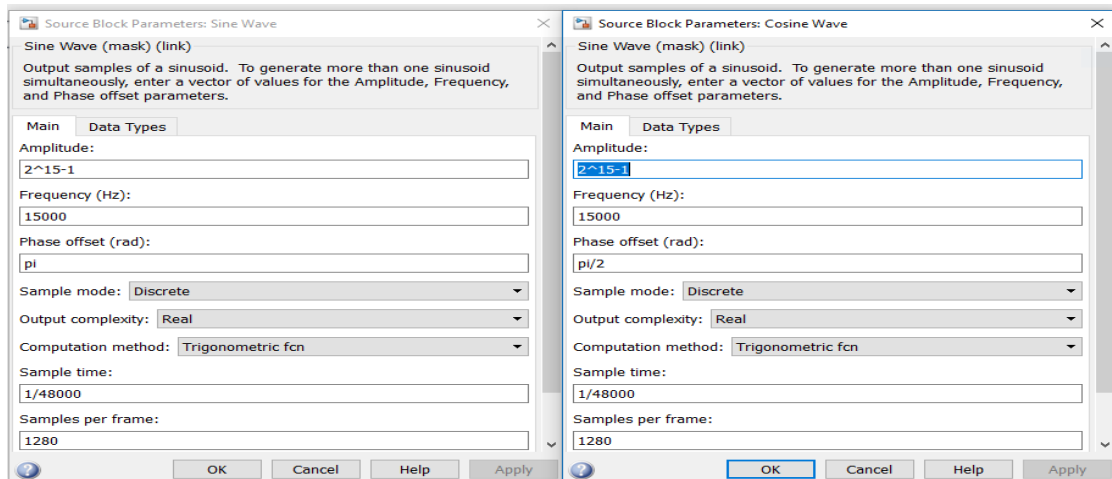 Source Block Parameters: Sine Wave
Sine Wave (mask) (link)
Output samples of a sinusoid. To generate more than one sinusoid
simultaneously, enter a vector of values for the Amplitude, Frequency,
and Phase offset parameters.
Main Data Types
Amplitude:
2^15-1
Frequency (Hz):
15000
Phase offset (rad):
pi
Sample mode: Discrete
Output complexity: Real
Computation method: Trigonometric fcn
Sample time:
1/48000
Samples per frame:
1280
OK Cancel Help Apply
Source Block Parameters: Cosine Wave
Sine Wave (mask) (link)
Output samples of a sinusoid. To generate more than one sinusoid
simultaneously, enter a vector of values for the Amplitude, Frequency,
and Phase offset parameters.
Main Data Types
Amplitude:
2^15-1
Frequency (Hz):
15000
Phase offset (rad):
pi/2
Sample mode: Discrete
Output complexity: Real
Computation method: Trigonometric fcn
Sample time:
1/48000
Samples per frame:
1280
OK Cancel Help Apply